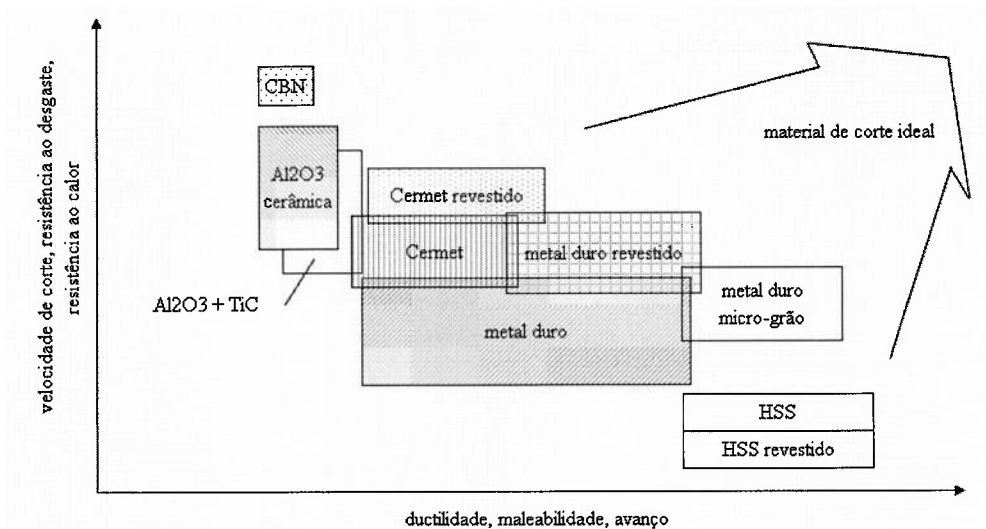 velocidade de corte, resistência ao desgaste,
resistência ao calor
CBN
Al2O3
cerâmica
Al2O3 + TiC
Cermet revestido
Cermet
metal duro revestido
metal duro
metal duro
micro-grão
HSS
HSS revestido
material de corte ideal
ductilidade, maleabilidade, avanço